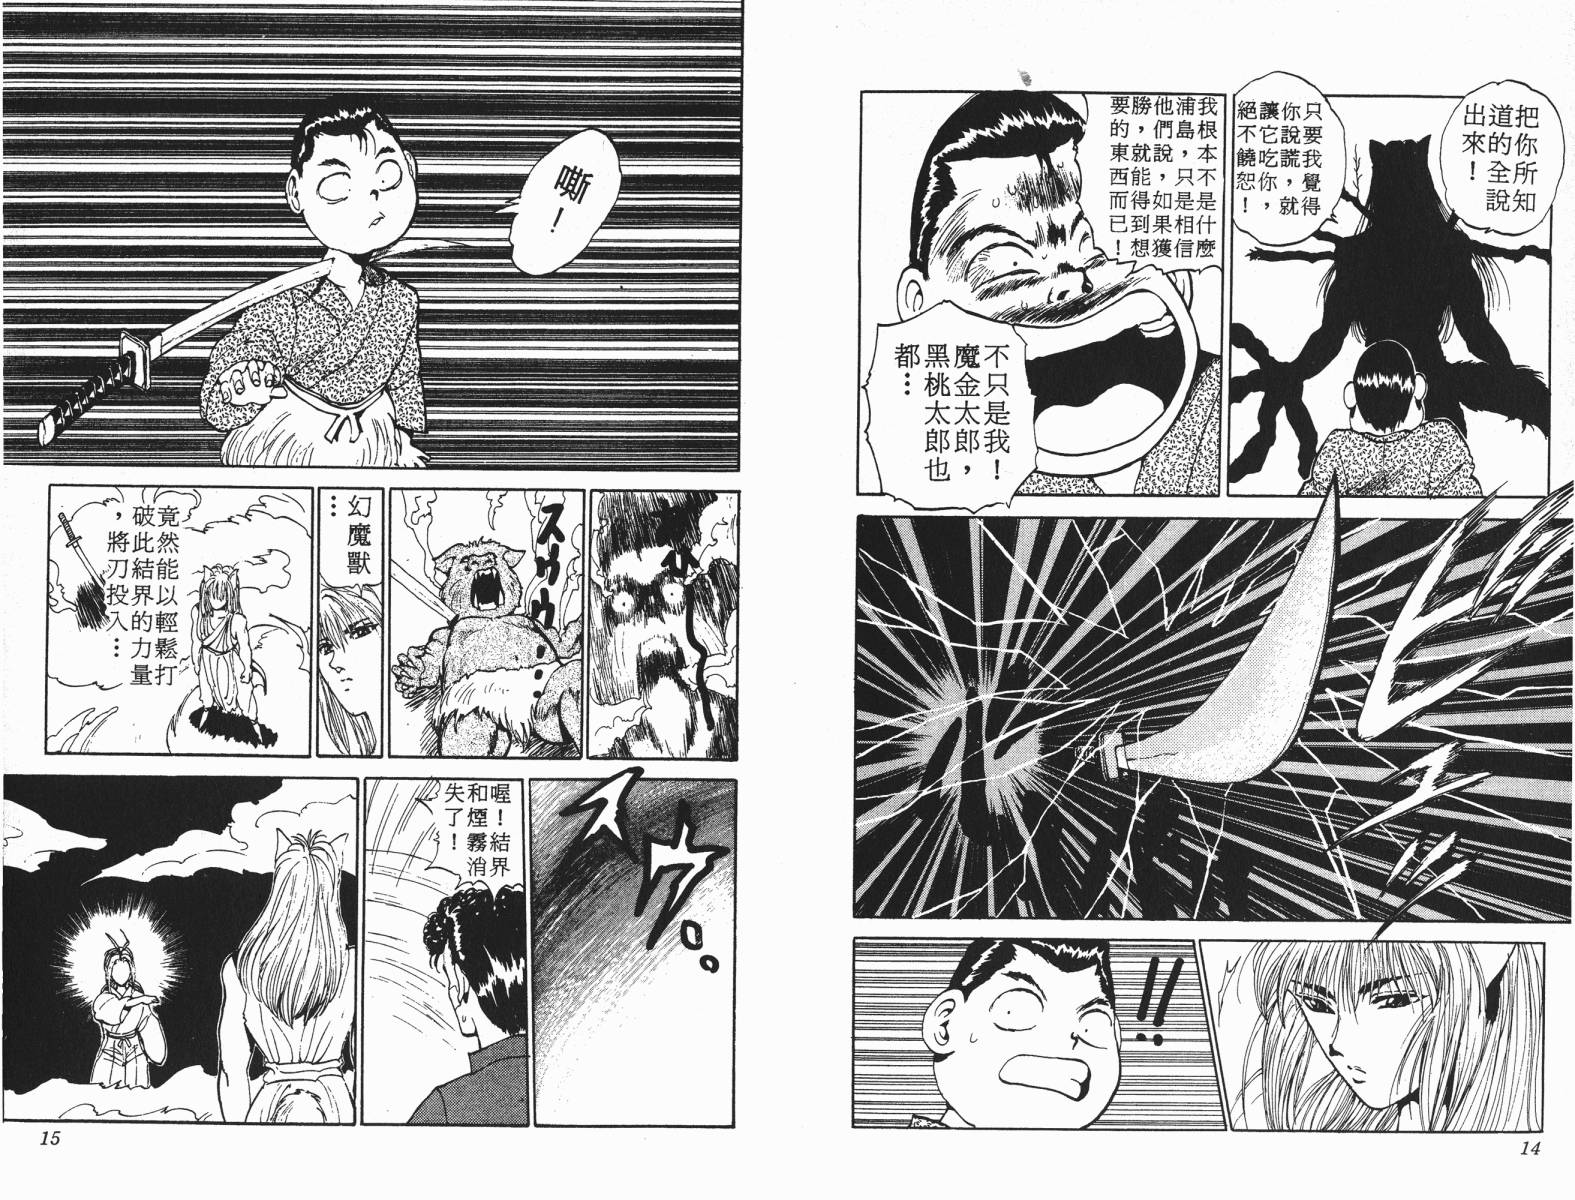 把你所知
道的全說
出來！
只要我覺得
你說謊，就
讓它吃你，
絕不饒恕！
我根本不是什麼
浦島，只是相信
他們說，如果獲
勝，就能得到想
要的東西而已！
不只是我！
魔金太郎，
黑桃太郎也
都…
!!
14
嘶！
スウウ…
幻魔獸
…
竟然能以輕鬆打
破此結界的力量
，將刀投入…
スウ。。
喔！結界
和煙霧消
失了！
15